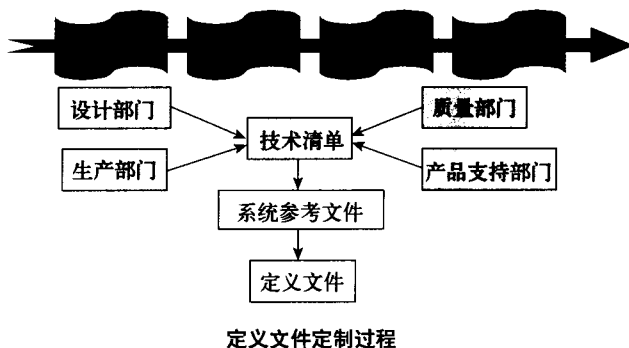 设计部门
质量部门
技术清单
生产部门
产品支持部门
系统参考文件
定义文件
定义文件定制过程